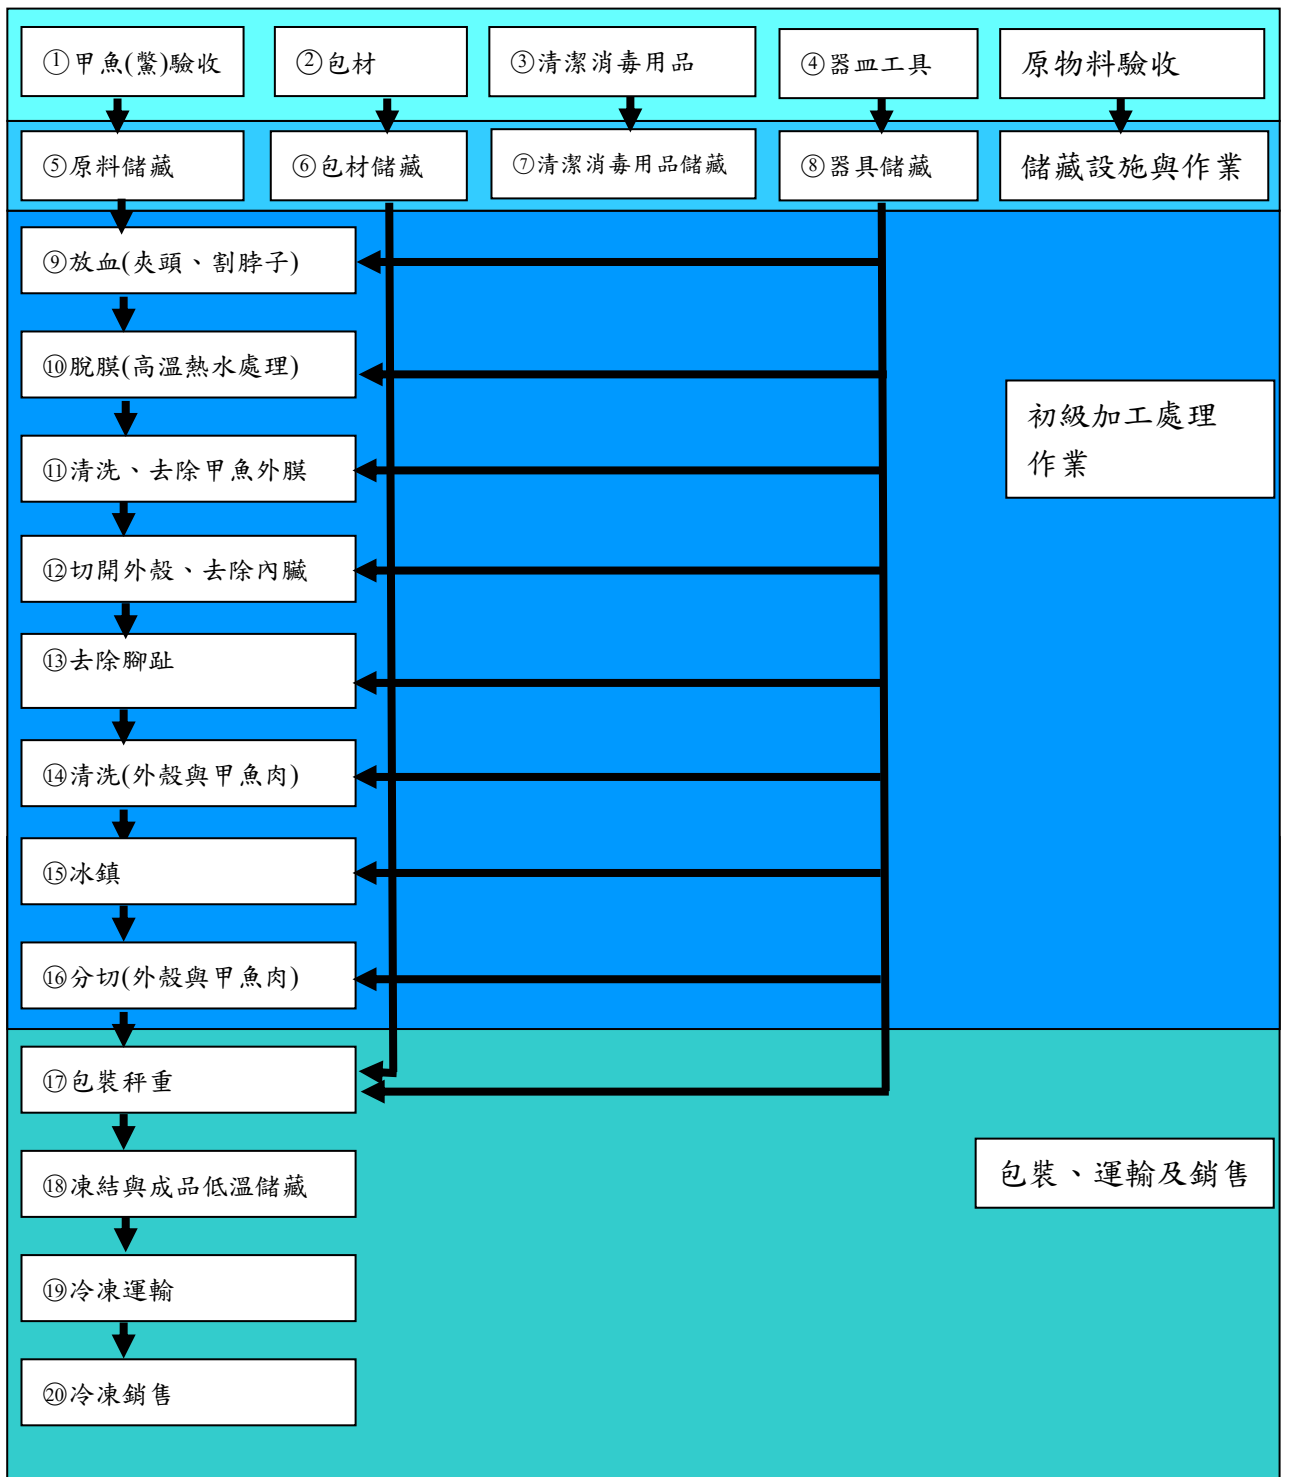 ①甲魚(鱉)驗收
②包材
③清潔消毒用品
④器皿工具
原物料驗收
⑤原料儲藏
⑥包材儲藏
⑦清潔消毒用品儲藏
⑧器具儲藏
儲藏設施與作業
⑨放血(夾頭、割脖子)
⑩脫膜(高溫熱水處理)
初級加工處理
作業
⑪清洗、去除甲魚外膜
⑫切開外殼、去除內臟
⑬去除腳趾
⑭清洗(外殼與甲魚肉)
⑮冰鎮
⑯分切(外殼與甲魚肉)
⑰包裝秤重
包裝、運輸及銷售
⑱凍結與成品低溫儲藏
⑲冷凍運輸
⑳冷凍銷售